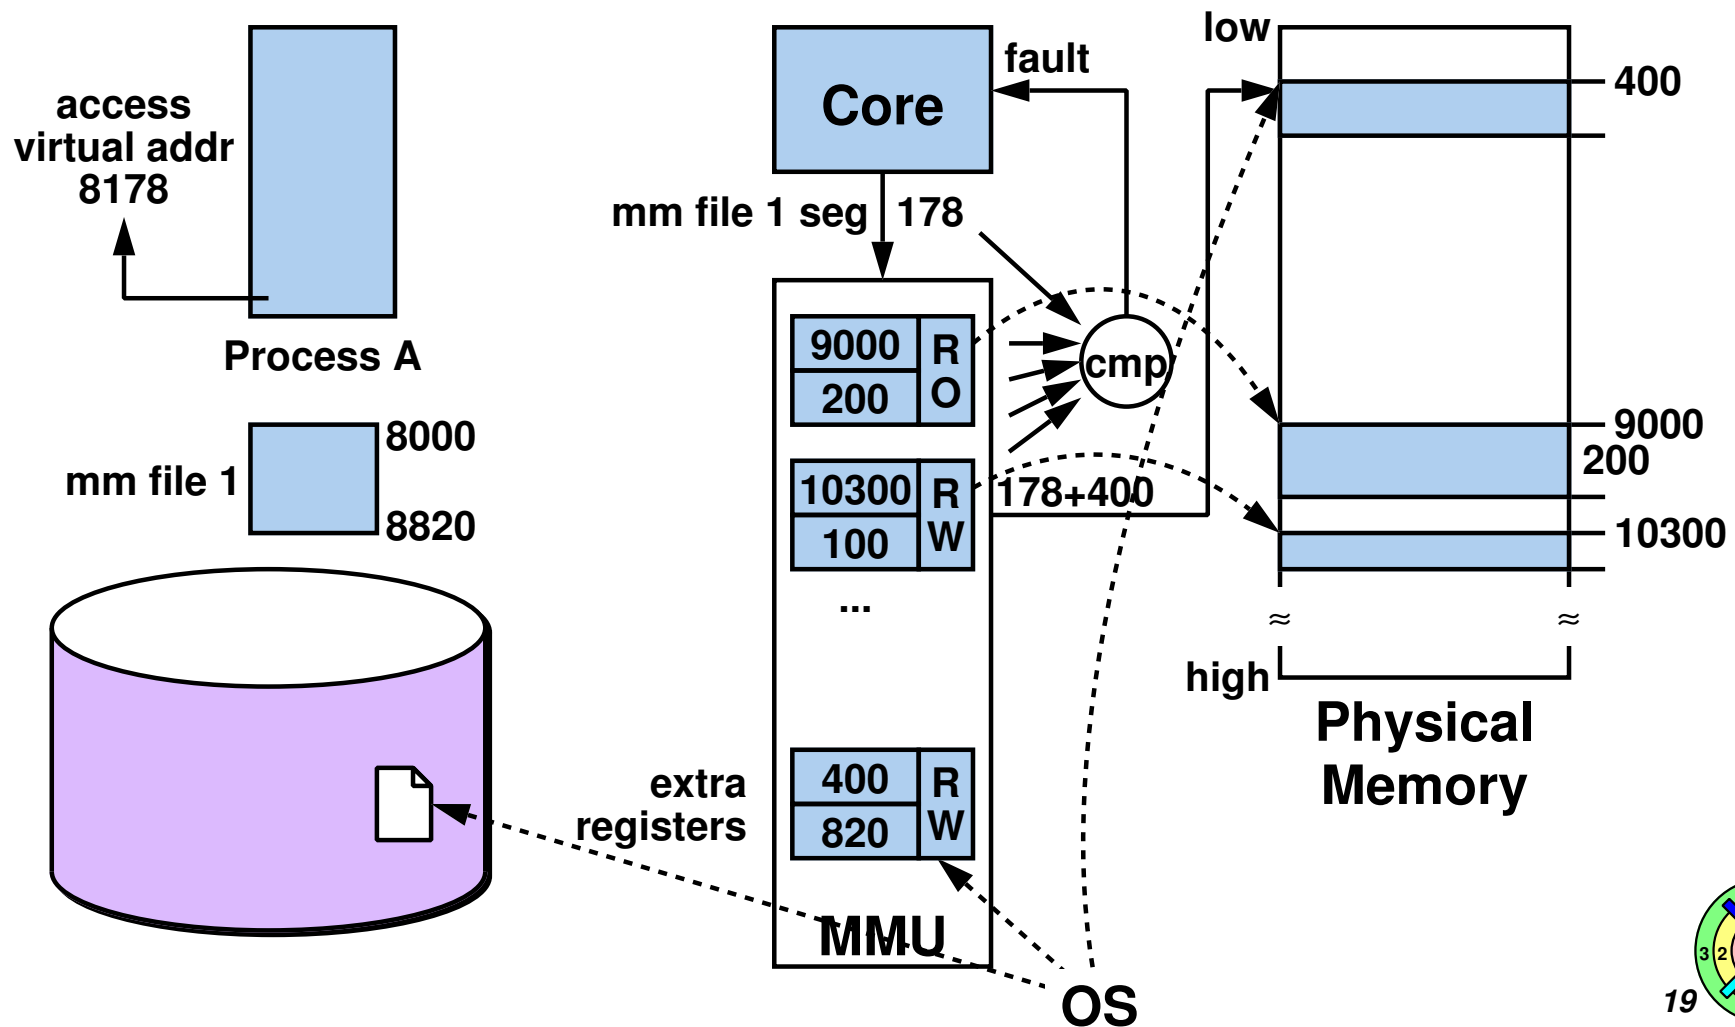 access
virtual addr
8178
Process A
mm file 1
8000
8820
Core
fault
mm file 1 seg
178
9000
200
R
O
cmp
10300
100
R
W
178+400
...
extra
registers
400
820
R
W
MMU
OS
low
400
9000
200
10300
≈
≈
high
Physical
Memory
3
2
19